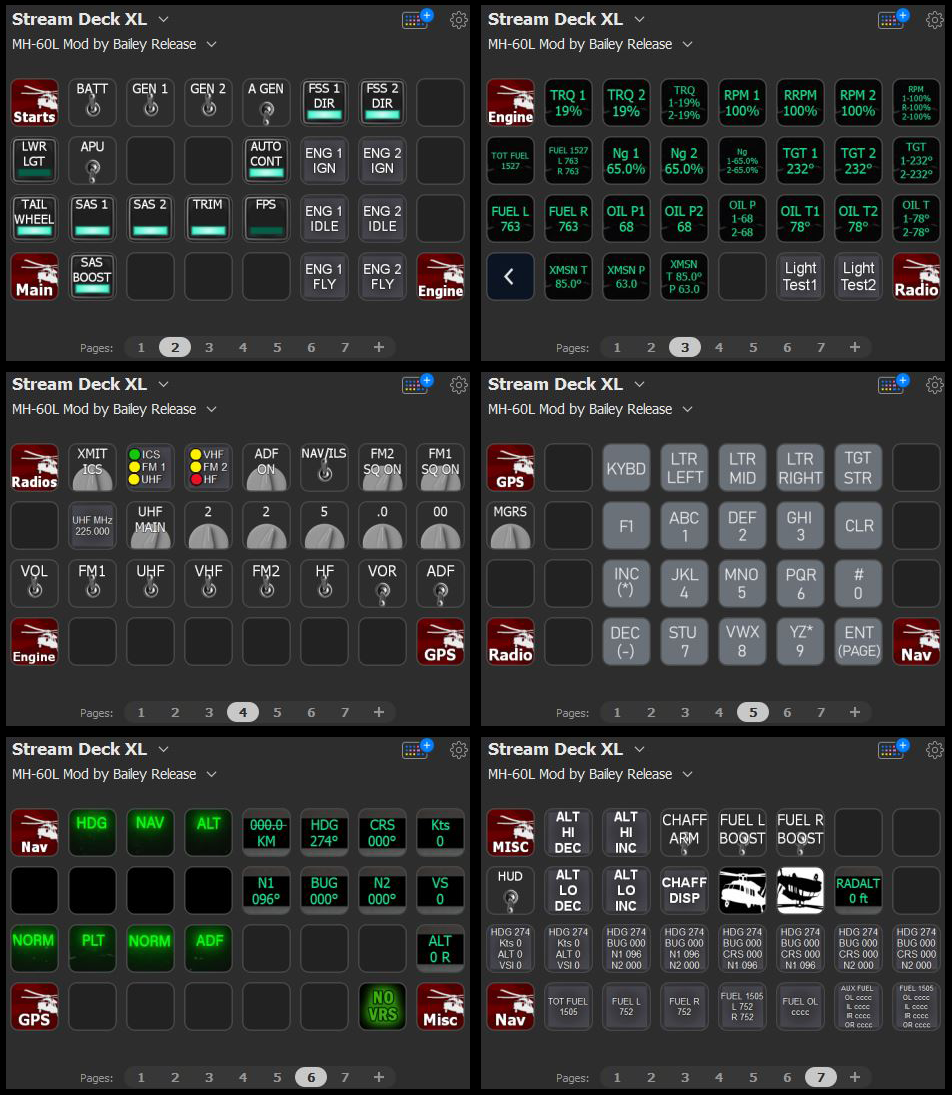 Stream Deck XL
MH-60L Mod by Bailey Release
Starts
BATT
GEN 1
GEN 2
A GEN
FSS 1
DIR
FSS 2
DIR
LWR
LGT
APU
AUTO
CONT
ENG 1
IGN
ENG 2
IGN
TAIL
WHEEL
SAS 1
SAS 2
TRIM
FPS
ENG 1
IDLE
ENG 2
IDLE
Main
SAS
BOOST
ENG 1
FLY
ENG 2
FLY
Engine
Pages: 1 2 3 4 5 6 7 +
Stream Deck XL
MH-60L Mod by Bailey Release
Engine
TRQ 1
19%
TRQ 2
19%
TRQ
1-19%
2-19%
RPM 1
100%
RRPM
100%
RPM 2
100%
RPM
1-100%
R-100%
2-100%
TOT FUEL
1527
FUEL 1527
L 763
R 763
Ng 1
65.0%
Ng 2
65.0%
Ng
1-65.0%
2-65.0%
TGT 1
232°
TGT 2
232°
TGT
1-232°
2-232°
FUEL L
763
FUEL R
763
OIL P1
68
OIL P2
68
OIL P
1-68
2-68
OIL T1
78°
OIL T2
78°
OIL T
1-78°
2-78°
XMSN T
85.0°
XMSN P
63.0
XMSN
T 85.0°
P 63.0
Light
Test1
Light
Test2
Radio
Pages: 1 2 3 4 5 6 7 +
Stream Deck XL
MH-60L Mod by Bailey Release
Radios
XMIT
ICS
ICS
FM 1
UHF
VHF
FM 2
HF
ADF
ON
NAV/ILS
FM2
SQ ON
FM1
SQ ON
UHF MHz
225.000
UHF
MAIN
2
2
5
.0
00
VOL
FM1
UHF
VHF
FM2
HF
VOR
ADF
Engine
GPS
Pages: 1 2 3 4 5 6 7 +
Stream Deck XL
MH-60L Mod by Bailey Release
GPS
KYBD
LTR
LEFT
LTR
MID
LTR
RIGHT
TGT
STR
MGRS
F1
ABC
1
DEF
2
GHI
3
CLR
INC
(*)
JKL
4
MNO
5
PQR
6
#
0
Radio
DEC
(-)
STU
7
VWX
8
YZ*
9
ENT
(PAGE)
Nav
Pages: 1 2 3 4 5 6 7 +
Stream Deck XL
MH-60L Mod by Bailey Release
Nav
HDG
NAV
ALT
000.0
KM
HDG
274°
CRS
000°
Kts
0
N1
096°
BUG
000°
N2
000°
VS
0
NORM
PLT
NORM
ADF
ALT
0 R
GPS
NO
VRS
Misc
Pages: 1 2 3 4 5 6 7 +
Stream Deck XL
MH-60L Mod by Bailey Release
MISC
ALT
HI
DEC
ALT
HI
INC
CHAFF
ARM
FUEL L
BOOST
FUEL R
BOOST
HUD
ALT
LO
DEC
ALT
LO
INC
CHAFF
DISP
RADALT
0 ft
HDG 274
Kts 0
ALT 0
VSI 0
HDG 274
Kts 0
ALT 0
VSI 0
HDG 274
BUG 000
N1 096
N2 000
HDG 274
BUG 000
N1 096
N2 000
HDG 274
BUG 000
CRS 000
N1 096
HDG 274
BUG 000
CRS 000
N1 096
HDG 274
BUG 000
CRS 000
N2 000
HDG 274
BUG 000
CRS 000
N2 000
Nav
TOT FUEL
1505
FUEL L
752
FUEL R
752
FUEL 1505
L 752
R 752
FUEL OL
cccc
AUX FUEL
OL cccc
IL cccc
IR cccc
OR cccc
FUEL 1505
OL cccc
IL cccc
IR cccc
OR cccc
Pages: 1 2 3 4 5 6 7 +